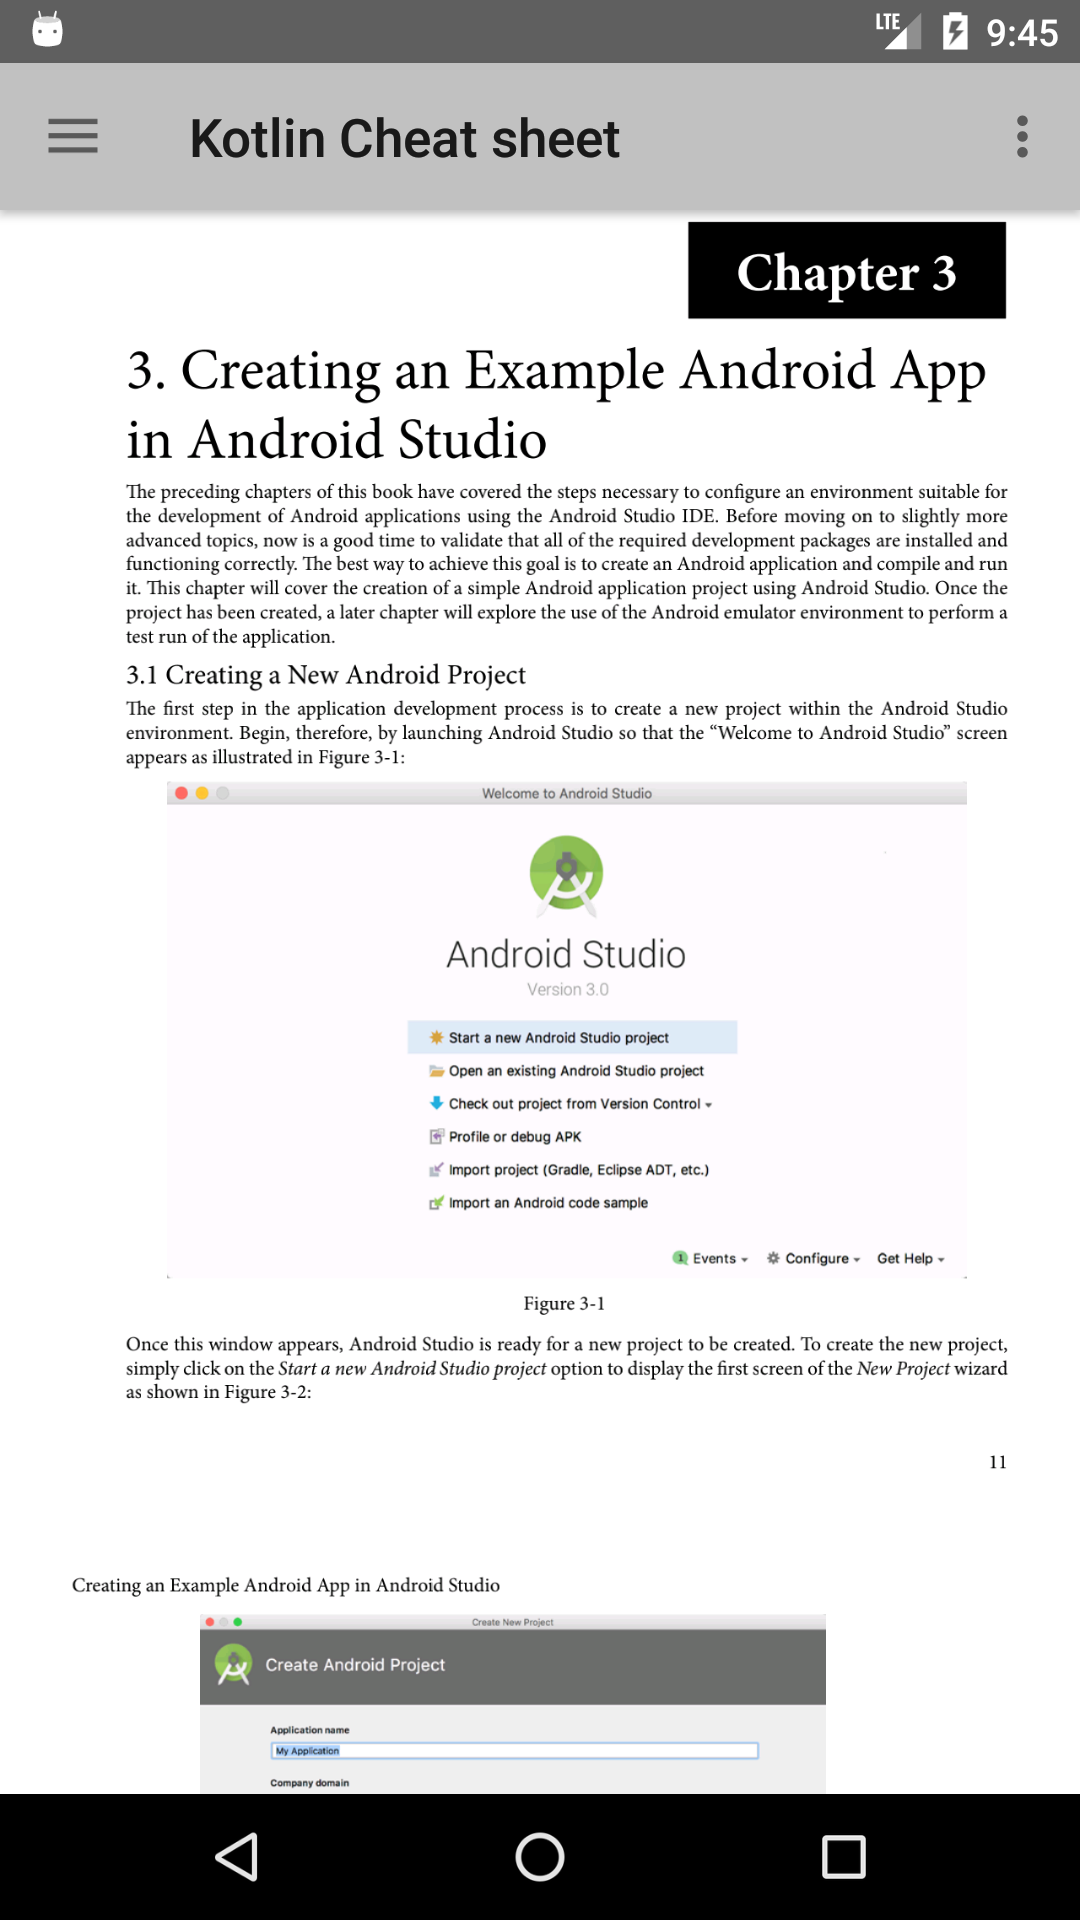 LTE 9:45
Kotlin Cheat sheet
Chapter 3
3. Creating an Example Android App
in Android Studio
The preceding chapters of this book have covered the steps necessary to configure an environment suitable for
the development of Android applications using the Android Studio IDE. Before moving on to slightly more
advanced topics, now is a good time to validate that all of the required development packages are installed and
functioning correctly. The best way to achieve this goal is to create an Android application and compile and run
it. This chapter will cover the creation of a simple Android application project using Android Studio. Once the
project has been created, a later chapter will explore the use of the Android emulator environment to perform a
test run of the application.
3.1 Creating a New Android Project
The first step in the application development process is to create a new project within the Android Studio
environment. Begin, therefore, by launching Android Studio so that the “Welcome to Android Studio” screen
appears as illustrated in Figure 3-1:
Welcome to Android Studio
Android Studio
Version 3.0
Start a new Android Studio project
Open an existing Android Studio project
Check out project from Version Control
Profile or debug APK
Import project (Gradle, Eclipse ADT, etc.)
Import an Android code sample
1 Events Configure Get Help
Figure 3-1
Once this window appears, Android Studio is ready for a new project to be created. To create the new project,
simply click on the Start a new Android Studio project option to display the first screen of the New Project wizard
as shown in Figure 3-2:
11
Creating an Example Android App in Android Studio
Create New Project
Create Android Project
Application name
My Application
Company domain